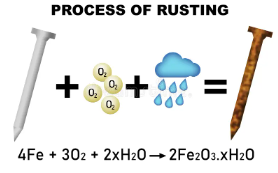 PROCESS OF RUSTING
O₂
O₂
O₂
O₂
+ + =
4Fe + 3O₂ + 2xH₂O → 2Fe₂O₃.xH₂O